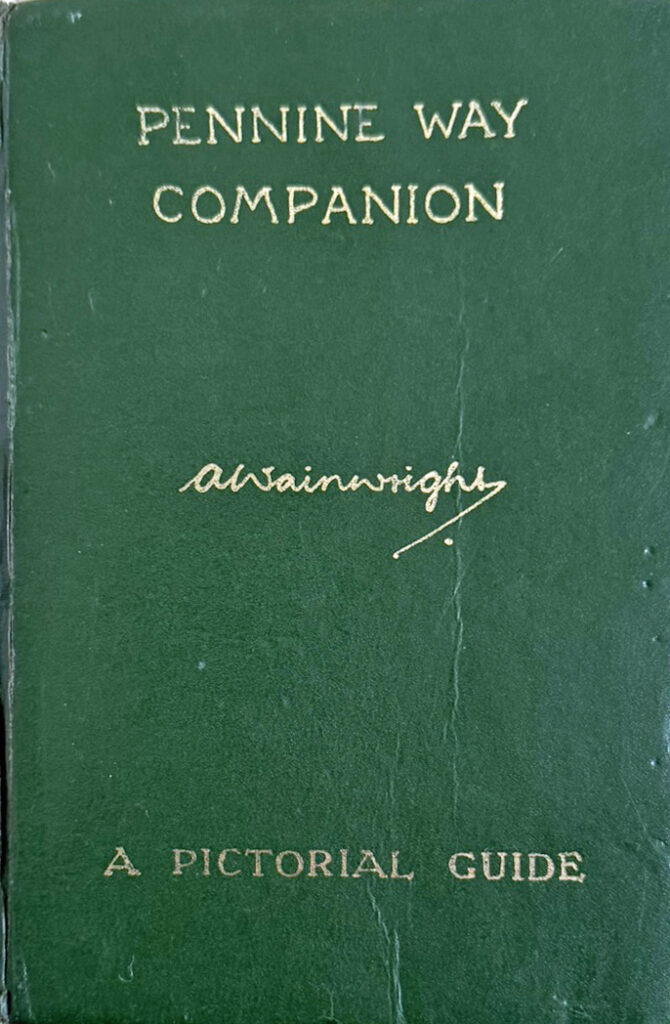 PENNINE WAY
COMPANION
AWainwright
A PICTORIAL GUIDE